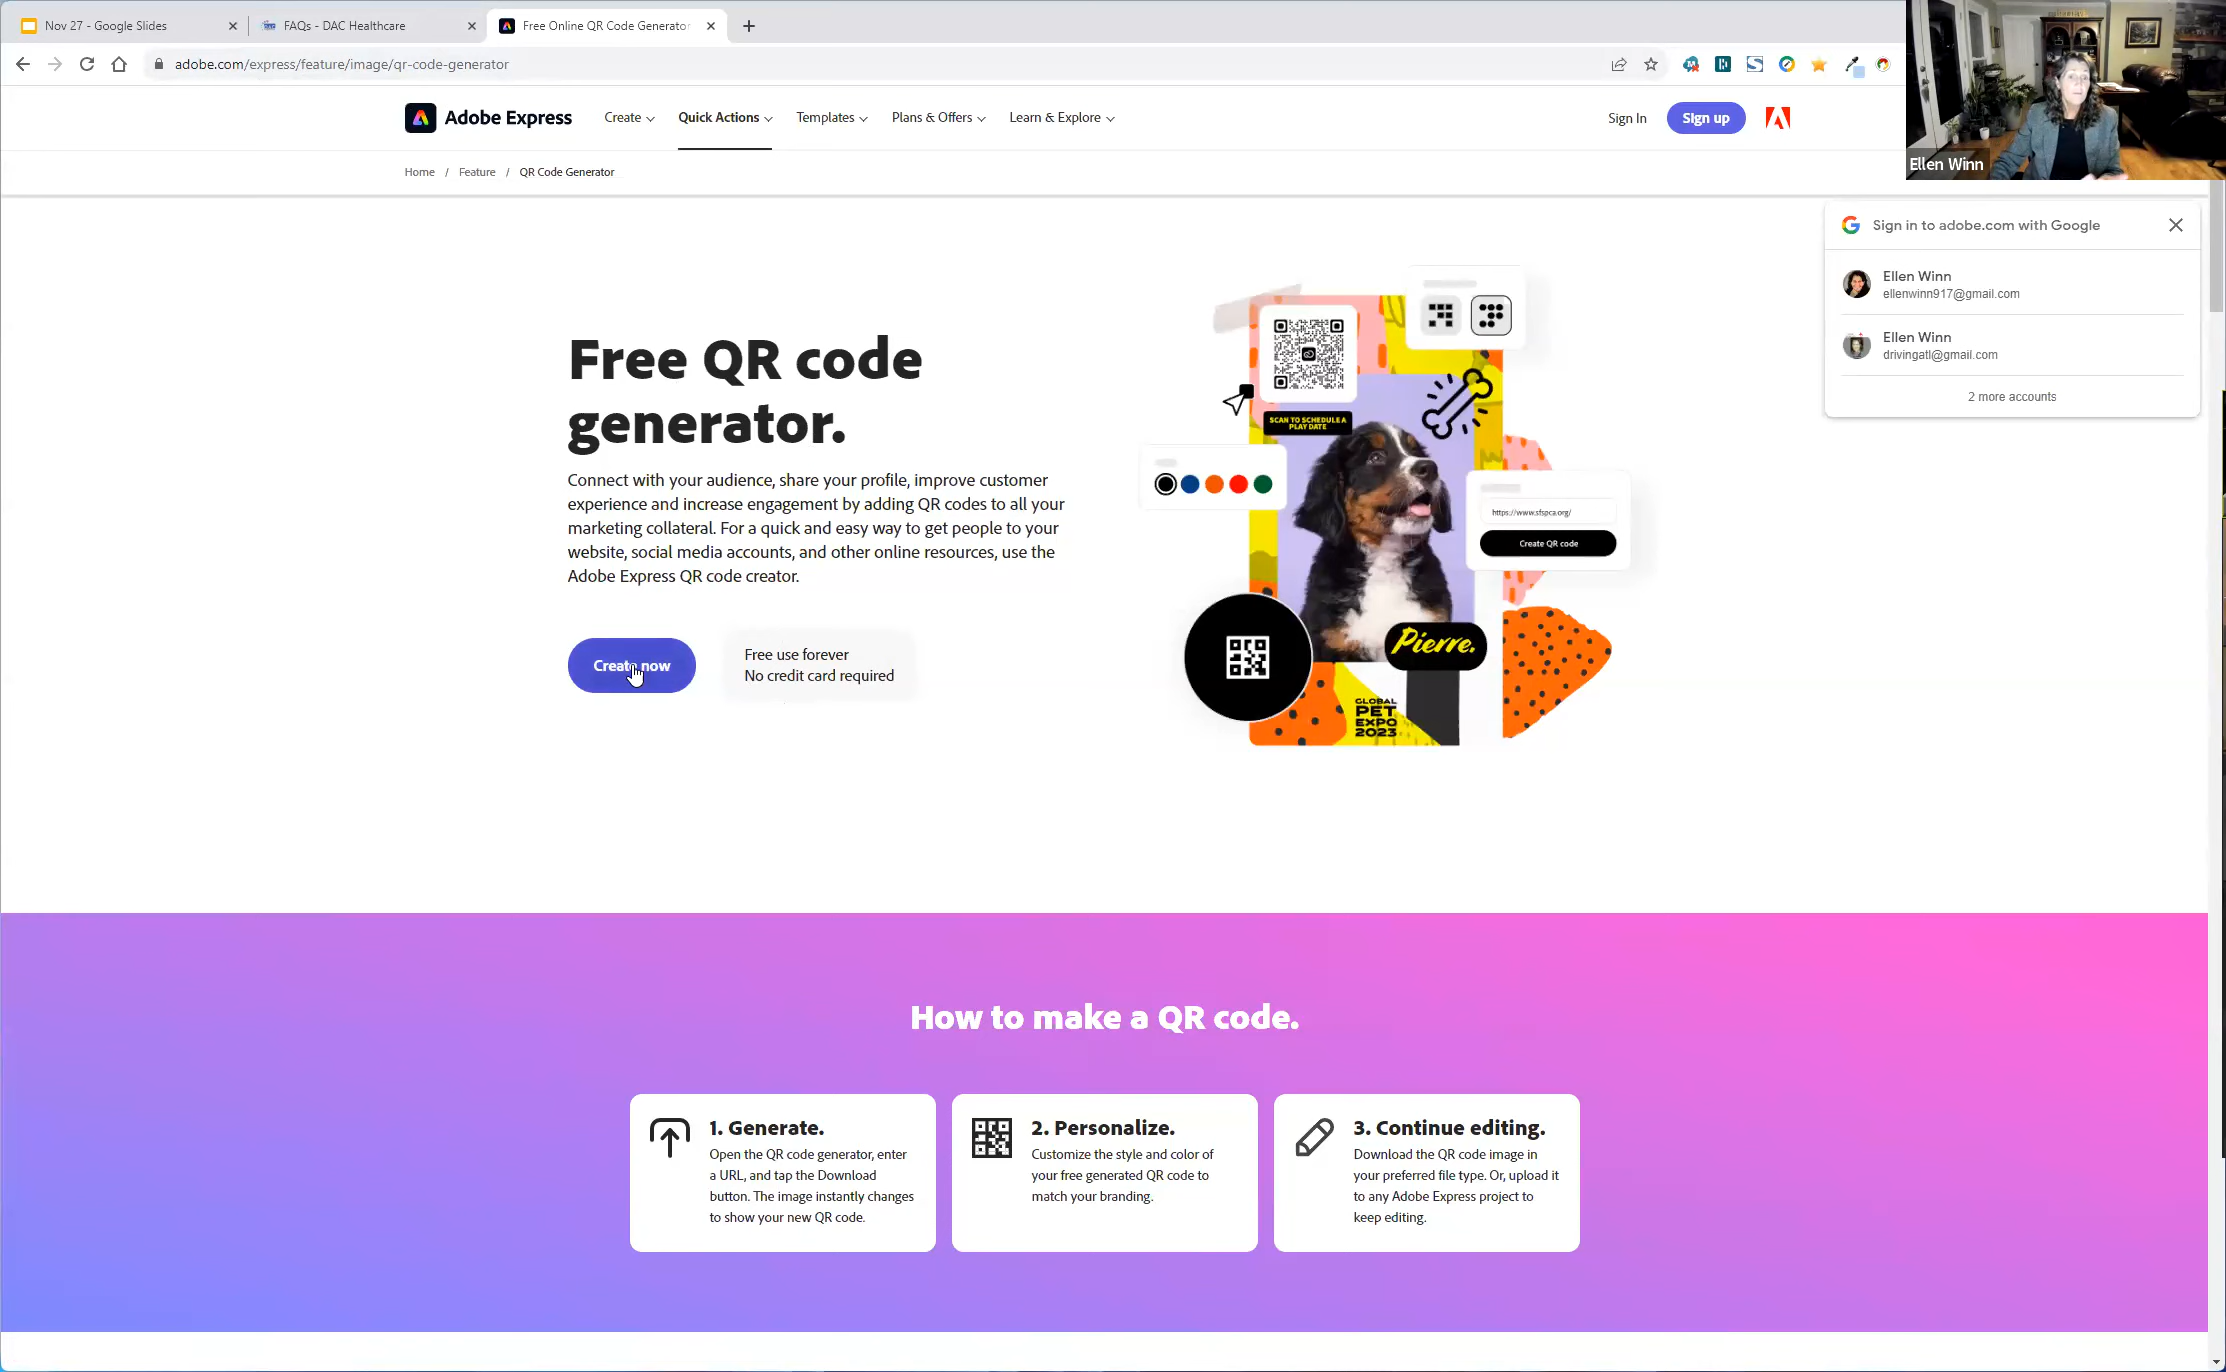 Nov 27 - Google Slides
FAQs - DAC Healthcare
Free Online QR Code Generator
adobe.com/express/feature/image/qr-code-generator
Adobe Express
Create
Quick Actions
Templates
Plans & Offers
Learn & Explore
Sign In
Sign up
Ellen Winn
Home / Feature / QR Code Generator
Sign in to adobe.com with Google
Ellen Winn
ellenwinn917@gmail.com
Ellen Winn
drivingatl@gmail.com
2 more accounts
Free QR code
generator.
Connect with your audience, share your profile, improve customer
experience and increase engagement by adding QR codes to all your
marketing collateral. For a quick and easy way to get people to your
website, social media accounts, and other online resources, use the
Adobe Express QR code creator.
Create now
Free use forever
No credit card required
SCAN TO SCHEDULE A
PLAY DATE
https://www.sfspca.org/
Create QR code
Pierre.
GLOBAL
PET
EXPO
2023
How to make a QR code.
1. Generate.
Open the QR code generator, enter
a URL, and tap the Download
button. The image instantly changes
to show your new QR code.
2. Personalize.
Customize the style and color of
your free generated QR code to
match your branding.
3. Continue editing.
Download the QR code image in
your preferred file type. Or, upload it
to any Adobe Express project to
keep editing.